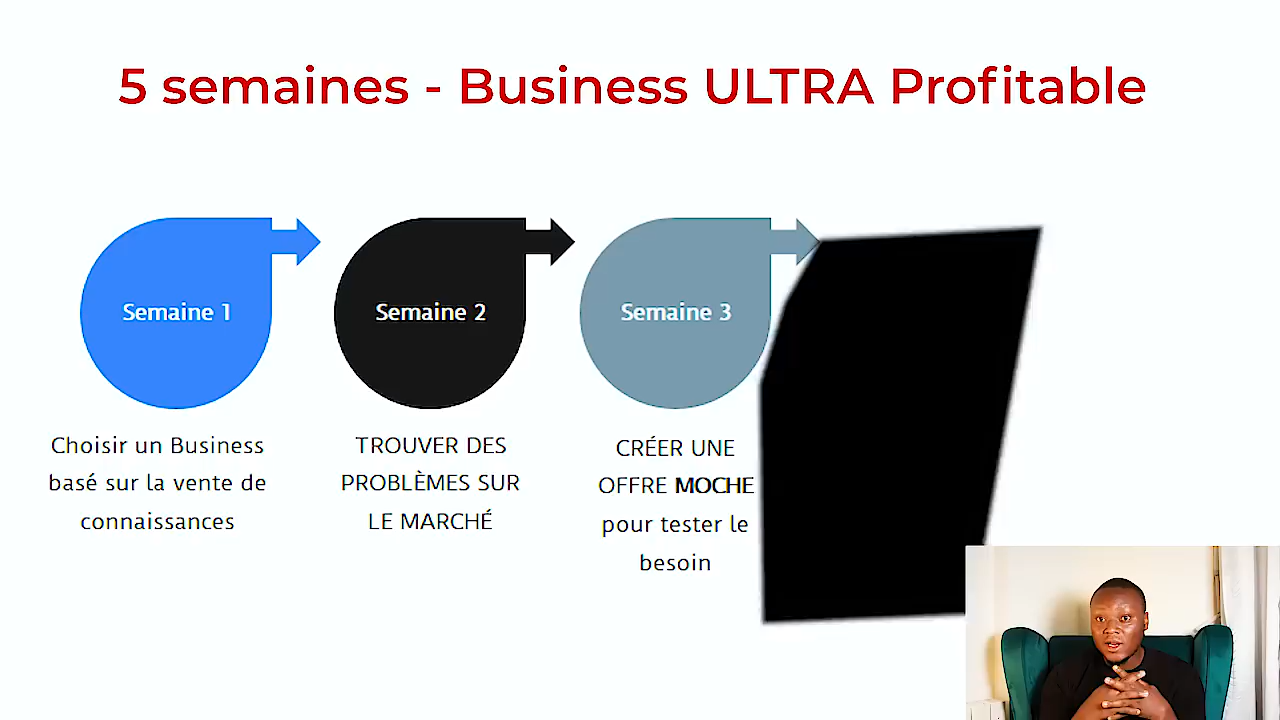 5 semaines - Business ULTRA Profitable
Semaine 1
Semaine 2
Semaine 3
Choisir un Business
basé sur la vente de
connaissances
TROUVER DES
PROBLÈMES SUR
LE MARCHÉ
CRÉER UNE
OFFRE MOCHE
pour tester le
besoin